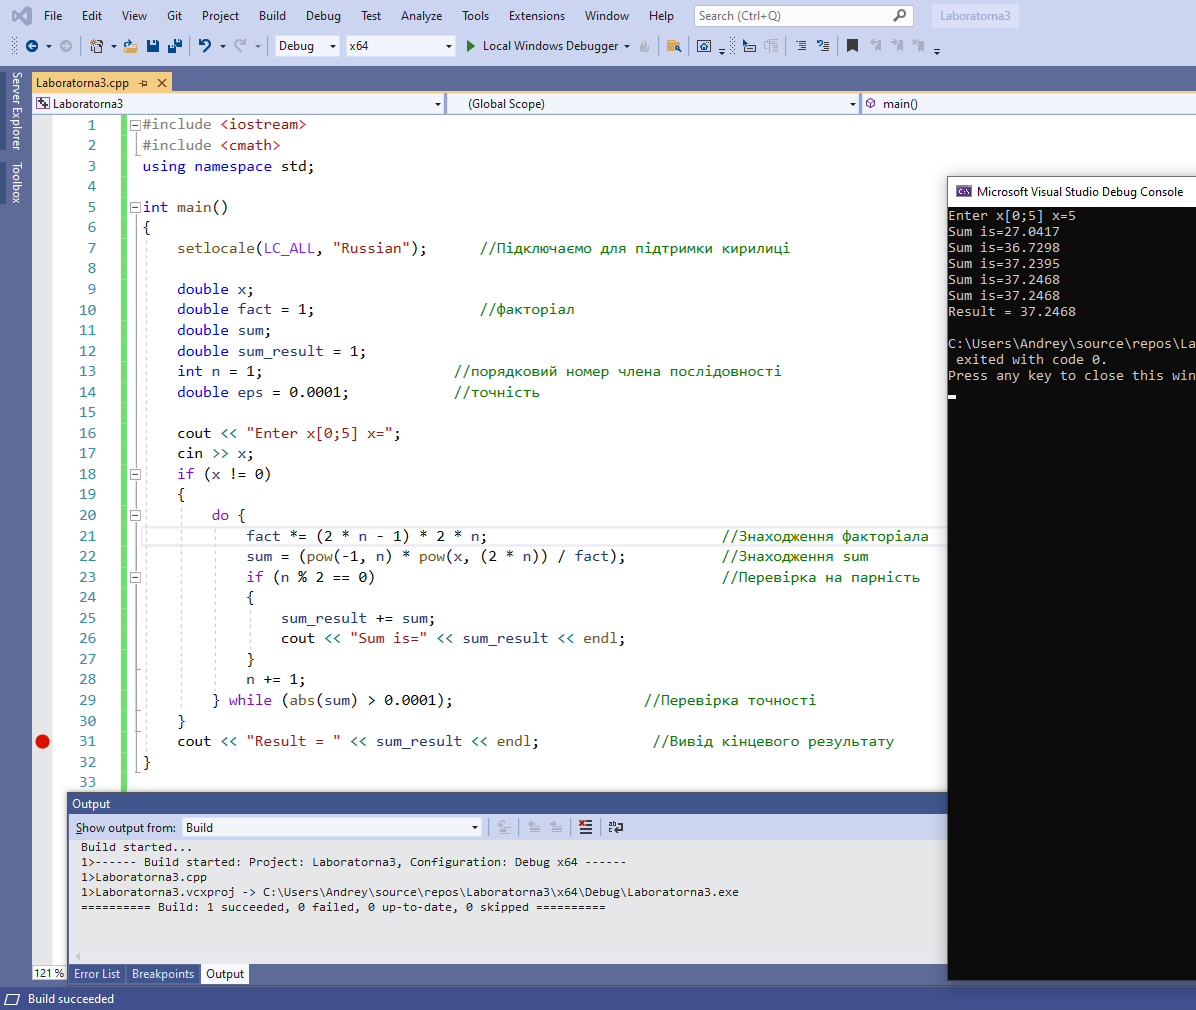 File Edit View Git Project Build Debug Test Analyze Tools Extensions Window Help Search (Ctrl+Q) Laboratorna3
Debug x64 Local Windows Debugger
Server Explorer
Toolbox
Laboratorna3.cpp
Laboratorna3 (Global Scope) main()
1 #include <iostream>
2 #include <cmath>
3 using namespace std;
4
5 int main()
6 {
7 setlocale(LC_ALL, "Russian"); //Підключаємо для підтримки кирилиці
8
9 double x;
10 double fact = 1; //факторіал
11 double sum;
12 double sum_result = 1;
13 int n = 1; //порядковий номер члена послідовності
14 double eps = 0.0001; //точність
15
16 cout << "Enter x[0;5] x=";
17 cin >> x;
18 if (x != 0)
19 {
20 do {
21 fact *= (2 * n - 1) * 2 * n; //Знаходження факторіала
22 sum = (pow(-1, n) * pow(x, (2 * n)) / fact); //Знаходження sum
23 if (n % 2 == 0) //Перевірка на парність
24 {
25 sum_result += sum;
26 cout << "Sum is=" << sum_result << endl;
27 }
28 n += 1;
29 } while (abs(sum) > 0.0001); //Перевірка точності
30 }
31 cout << "Result = " << sum_result << endl; //Вивід кінцевого результату
32 }
33
Microsoft Visual Studio Debug Console
Enter x[0;5] x=5
Sum is=27.0417
Sum is=36.7298
Sum is=37.2395
Sum is=37.2468
Sum is=37.2468
Result = 37.2468
C:\Users\Andrey\source\repos\La
exited with code 0.
Press any key to close this win
Output
Show output from: Build
Build started...
1>------ Build started: Project: Laboratorna3, Configuration: Debug x64 ------
1>Laboratorna3.cpp
1>Laboratorna3.vcxproj -> C:\Users\Andrey\source\repos\Laboratorna3\x64\Debug\Laboratorna3.exe
========== Build: 1 succeeded, 0 failed, 0 up-to-date, 0 skipped ==========
121 % Error List Breakpoints Output
Build succeeded